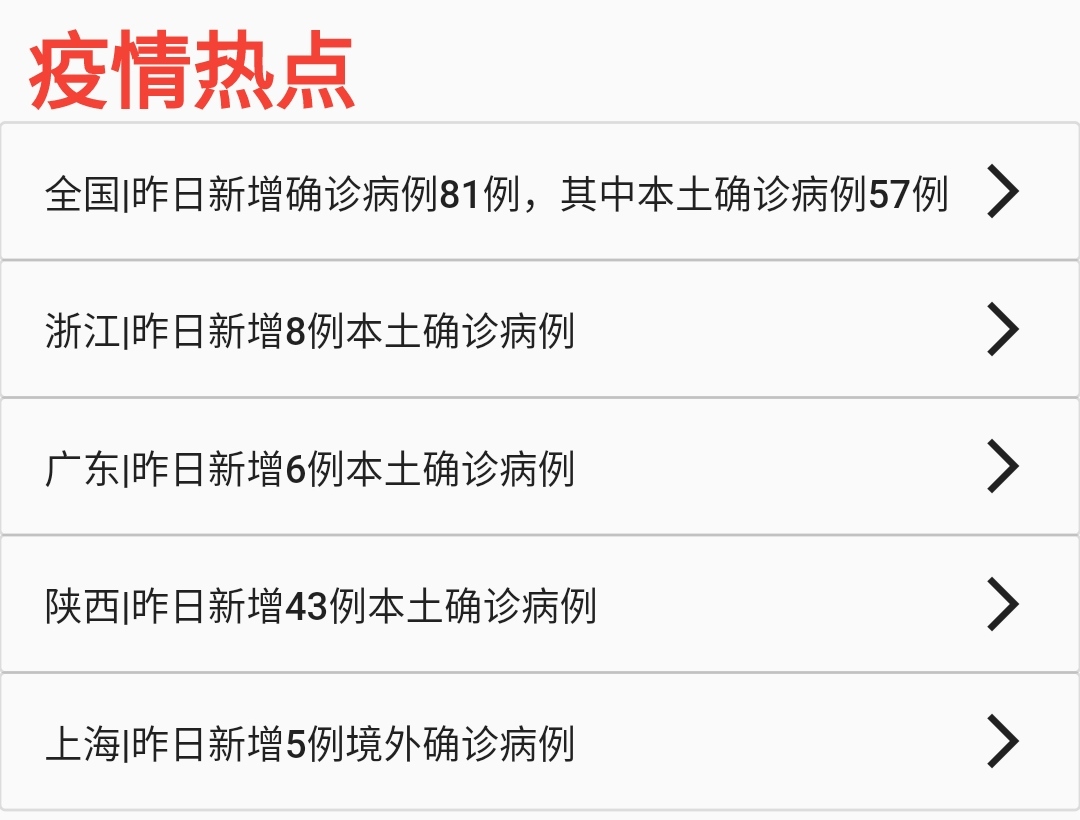 疫情热点
全国|昨日新增确诊病例81例，其中本土确诊病例57例
浙江|昨日新增8例本土确诊病例
广东|昨日新增6例本土确诊病例
陕西|昨日新增43例本土确诊病例
上海|昨日新增5例境外确诊病例